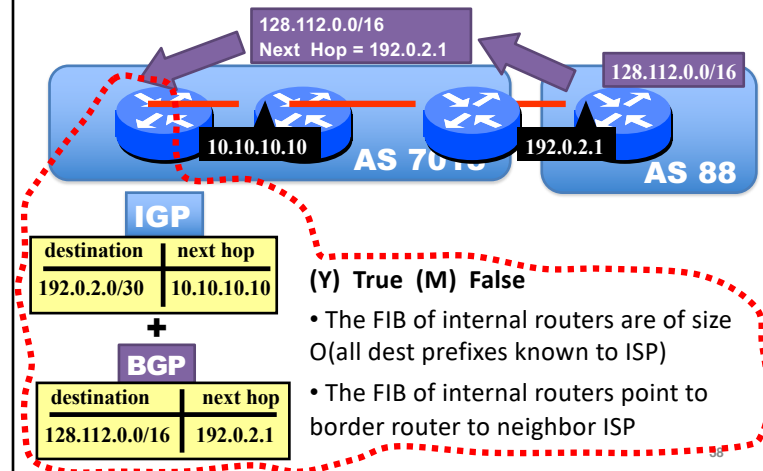 128.112.0.0/16
Next Hop = 192.0.2.1
128.112.0.0/16
10.10.10.10
192.0.2.1
AS 88
IGP
destination next hop
192.0.2.0/30 10.10.10.10
+
BGP
destination next hop
128.112.0.0/16 192.0.2.1
(Y) True (M) False
• The FIB of internal routers are of size
O(all dest prefixes known to ISP)
• The FIB of internal routers point to
border router to neighbor ISP